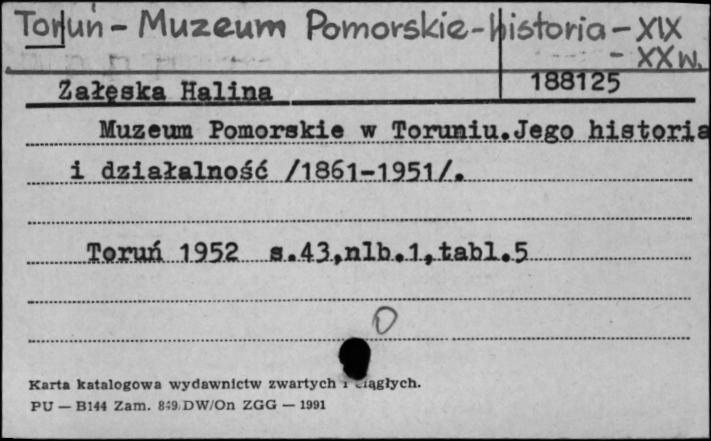 Toruń - Muzeum Pomorskie - historia - XIX
- XX w.
188125
Załęska Halina
Muzeum Pomorskie w Toruniu.Jego historia
i działalność /1861-1951/.
Toruń 1952 s.43,nlb.1,tabl.5
O
Karta katalogowa wydawnictw zwartych i ciągłych.
PU — B144 Zam. 849/DW/On ZGG — 1991